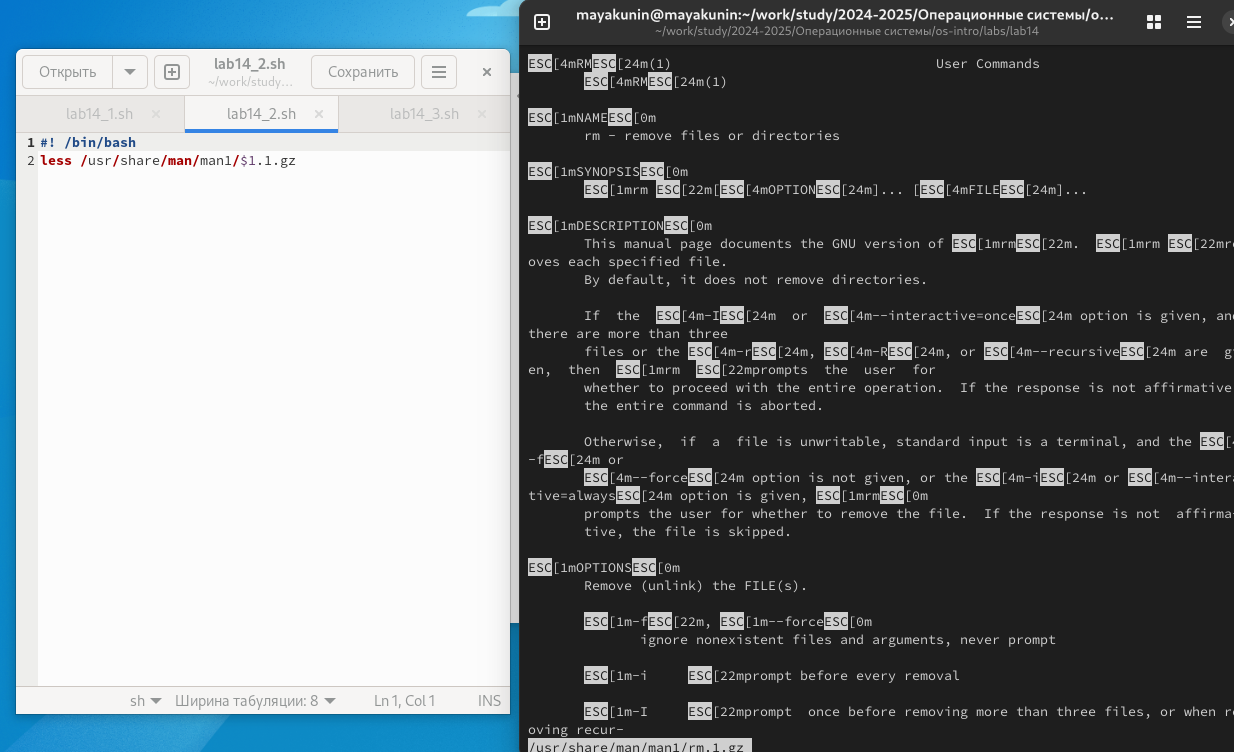 Открыть
lab14_2.sh
~/work/study…
Сохранить
lab14_1.sh
lab14_2.sh
lab14_3.sh
1 #! /bin/bash
2 less /usr/share/man/man1/$1.1.gz
sh
Ширина табуляции: 8
Ln 1, Col 1
INS
mayakunin@mayakunin:~/work/study/2024-2025/Операционные системы/o…
~/work/study/2024-2025/Операционные системы/os-intro/labs/lab14
ESC[4mRMESC[24m(1) User Commands
ESC[4mRMESC[24m(1)
ESC[1mNAMEESC[0m
rm - remove files or directories
ESC[1mSYNOPSISESC[0m
ESC[1mrm ESC[22m[ESC[4mOPTIONESC[24m]... [ESC[4mFILEESC[24m]...
ESC[1mDESCRIPTIONESC[0m
This manual page documents the GNU version of ESC[1mrmESC[22m. ESC[1mrm ESC[22mre
oves each specified file.
By default, it does not remove directories.
If the ESC[4m-IESC[24m or ESC[4m--interactive=onceESC[24m option is given, and
there are more than three
files or the ESC[4m-rESC[24m, ESC[4m-RESC[24m, or ESC[4m--recursiveESC[24m are gi
en, then ESC[1mrm ESC[22mprompts the user for
whether to proceed with the entire operation. If the response is not affirmative
the entire command is aborted.
Otherwise, if a file is unwritable, standard input is a terminal, and the ESC[4
-fESC[24m or
ESC[4m--forceESC[24m option is not given, or the ESC[4m-iESC[24m or ESC[4m--intera
tive=alwaysESC[24m option is given, ESC[1mrmESC[0m
prompts the user for whether to remove the file. If the response is not affirma-
tive, the file is skipped.
ESC[1mOPTIONSESC[0m
Remove (unlink) the FILE(s).
ESC[1m-fESC[22m, ESC[1m--forceESC[0m
ignore nonexistent files and arguments, never prompt
ESC[1m-i ESC[22mprompt before every removal
ESC[1m-I ESC[22mprompt once before removing more than three files, or when re
oving recur-
/usr/share/man/man1/rm.1.gz